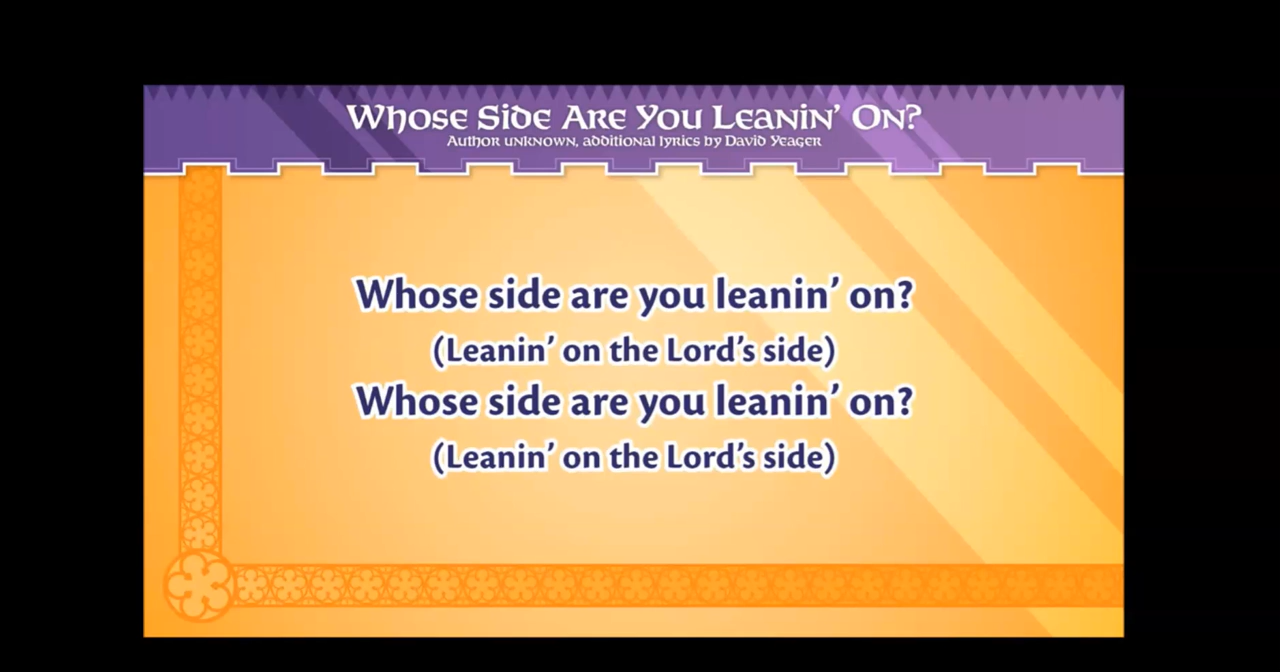 Whose Side Are You Leanin’ On?
Author unknown, additional lyrics by David Yeager
Whose side are you leanin’ on?
(Leanin’ on the Lord’s side)
Whose side are you leanin’ on?
(Leanin’ on the Lord’s side)